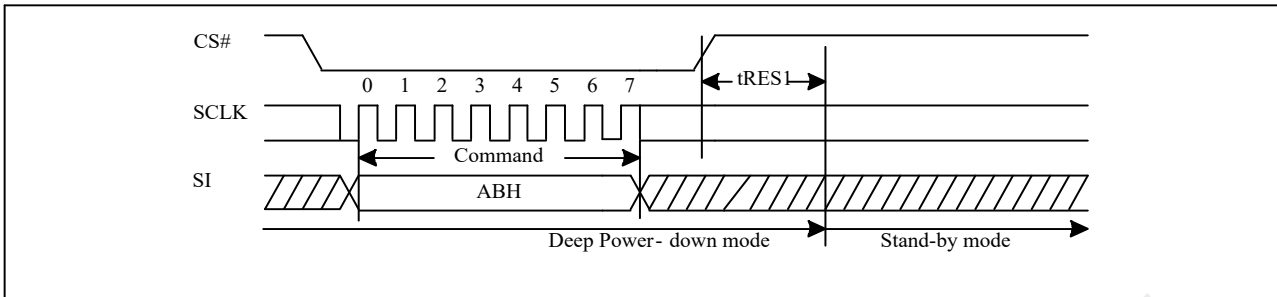 CS#
tRES1
0 1 2 3 4 5 6 7
SCLK
Command
SI
ABH
Deep Power- down mode
Stand-by mode